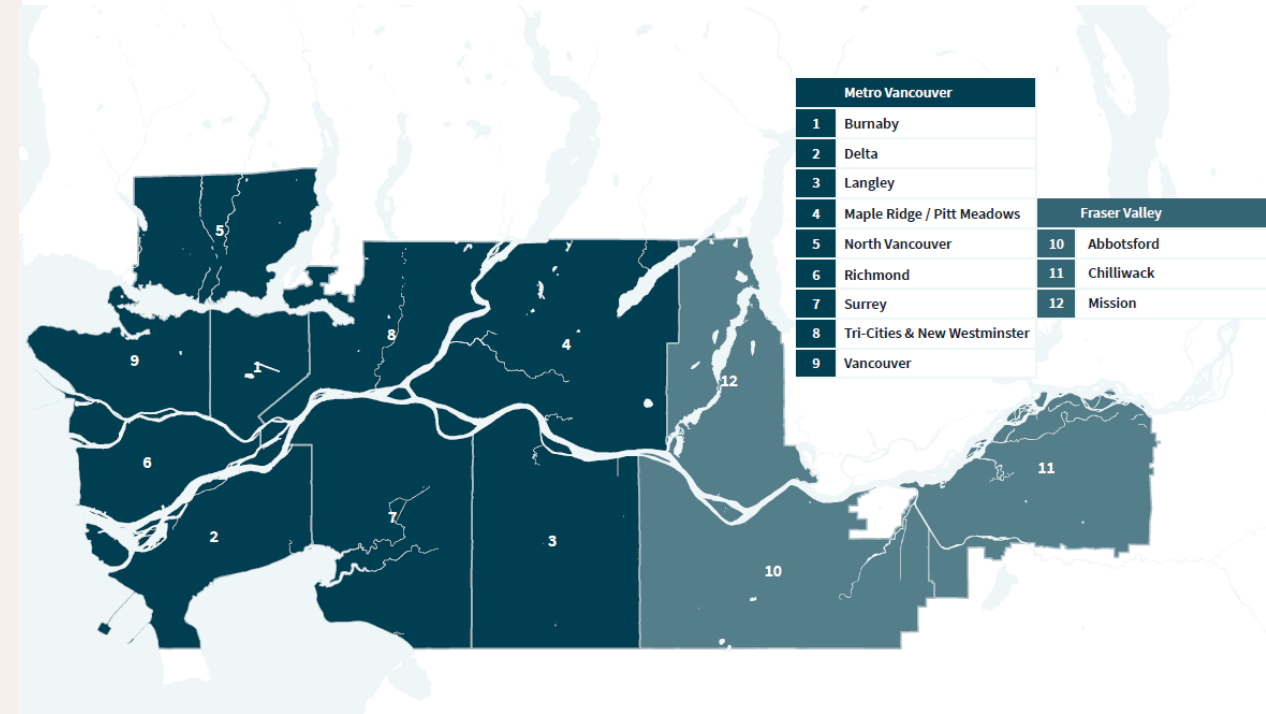 Metro Vancouver
1 Burnaby
2 Delta
3 Langley
4 Maple Ridge / Pitt Meadows
5 North Vancouver
6 Richmond
7 Surrey
8 Tri-Cities & New Westminster
9 Vancouver
Fraser Valley
10 Abbotsford
11 Chilliwack
12 Mission
5
8
4
9
1
12
6
11
7
2
3
10